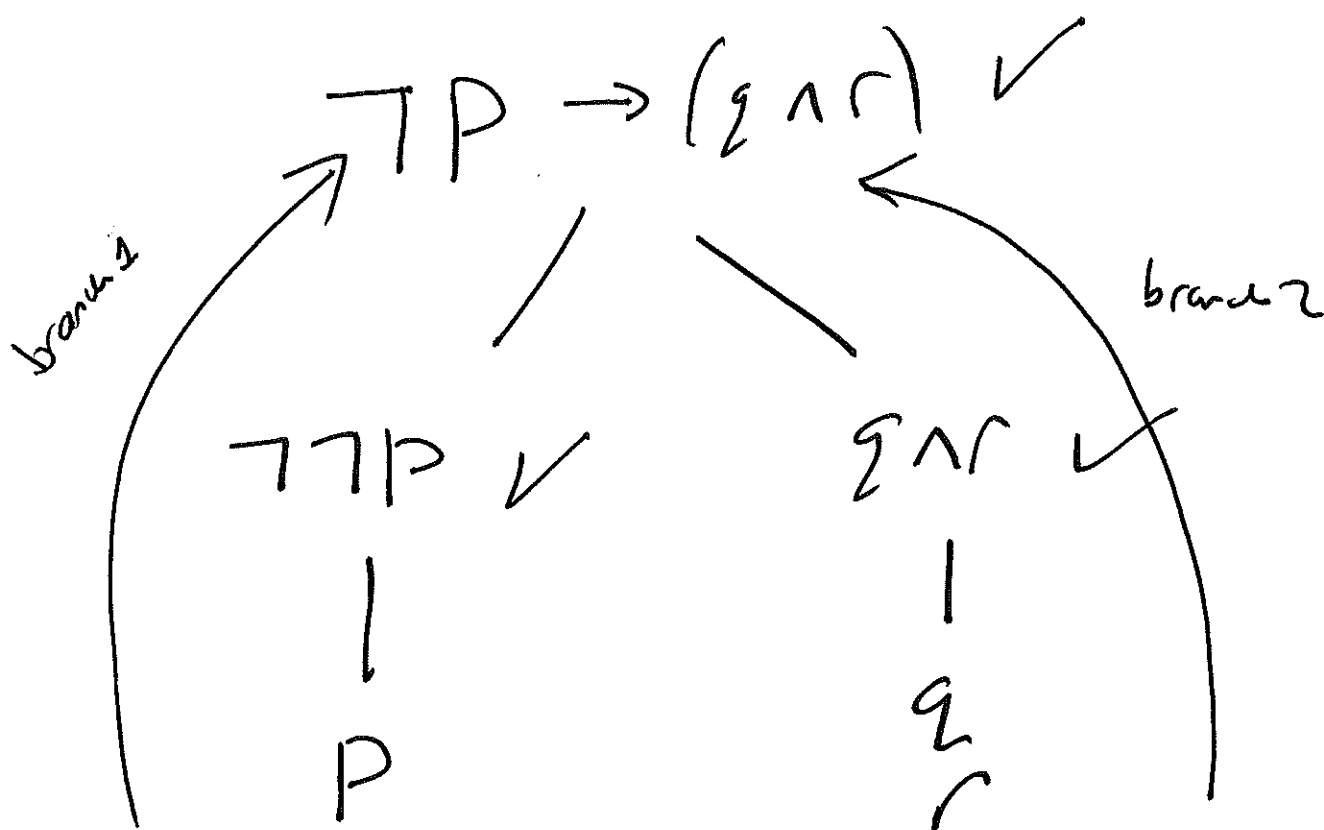 ¬P → (q ∧ r) ✓
branch 1
branch 2
¬¬P ✓
q ∧ r ✓
P
q
r